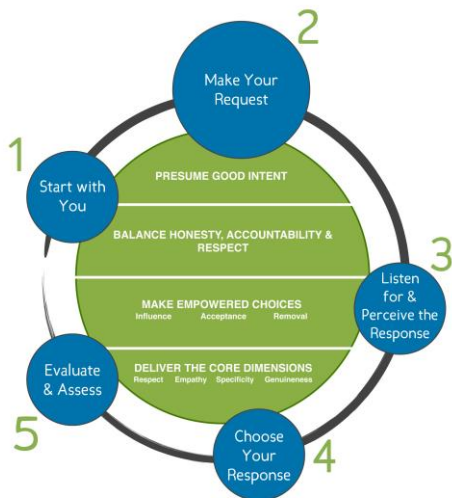 1
Start with
You
2
Make Your
Request
3
Listen
for &
Perceive the
Response
4
Choose
Your
Response
5
Evaluate
& Assess
PRESUME GOOD INTENT
BALANCE HONESTY, ACCOUNTABILITY &
RESPECT
MAKE EMPOWERED CHOICES
Influence Acceptance Removal
DELIVER THE CORE DIMENSIONS
Respect Empathy Specificity Genuineness